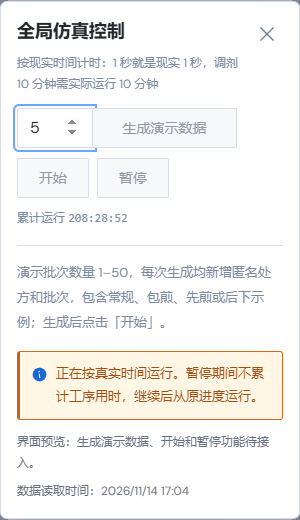 全局仿真控制
按现实时间计时：1 秒就是现实 1 秒，调剂
10 分钟需实际运行 10 分钟
5
生成演示数据
开始
暂停
累计运行 208:28:52
演示批次数量 1–50，每次生成均新增匿名处
方和批次，包含常规、包煎、先煎或后下示
例；生成后点击「开始」。
正在按真实时间运行。暂停期间不累
计工序用时，继续后从原进度运行。
界面预览：生成演示数据、开始和暂停功能待接
入。
数据读取时间：2026/11/14 17:04